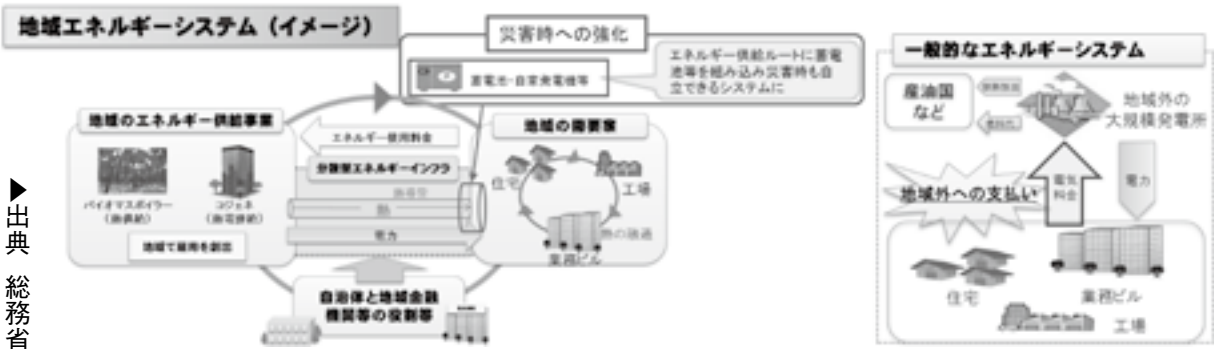 地域エネルギーシステム（イメージ）
災害時への強化
蓄電池・自家発電機等
エネルギー供給ルートに蓄電
池等を組み込み災害時も自
立できるシステムに
地域のエネルギー供給事業
バイオマスボイラー
（熱供給）
コジェネ
（熱電併給）
地域で雇用を創出
エネルギー使用料金
分散型エネルギーインフラ
熱導管
熱
電力
地域の需要家
住宅
工場
熱の融通
業務ビル
自治体と地域金融
機関等の役割等
一般的なエネルギーシステム
産油国
など
地域外の
大規模発電所
地域外への支払い
電気
料金
電力
住宅
業務ビル
工場
▶出典 総務省